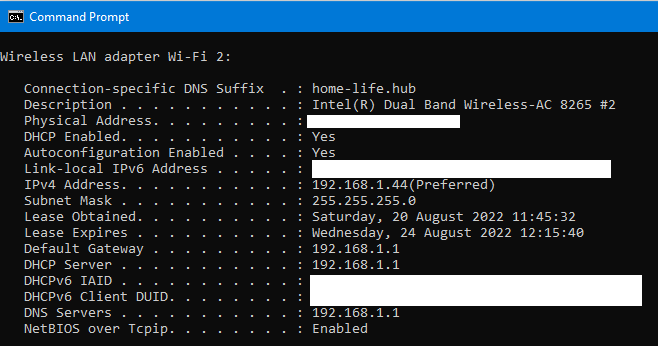 Command Prompt
Wireless LAN adapter Wi-Fi 2:
Connection-specific DNS Suffix  . : home-life.hub
Description . . . . . . . . . . . : Intel(R) Dual Band Wireless-AC 8265 #2
Physical Address. . . . . . . . . :
DHCP Enabled. . . . . . . . . . . : Yes
Autoconfiguration Enabled . . . . : Yes
Link-local IPv6 Address . . . . . :
IPv4 Address. . . . . . . . . . . : 192.168.1.44(Preferred)
Subnet Mask . . . . . . . . . . . : 255.255.255.0
Lease Obtained. . . . . . . . . . : Saturday, 20 August 2022 11:45:32
Lease Expires . . . . . . . . . . : Wednesday, 24 August 2022 12:15:40
Default Gateway . . . . . . . . . : 192.168.1.1
DHCP Server . . . . . . . . . . . : 192.168.1.1
DHCPv6 IAID . . . . . . . . . . . :
DHCPv6 Client DUID. . . . . . . . :
DNS Servers . . . . . . . . . . . : 192.168.1.1
NetBIOS over Tcpip. . . . . . . . : Enabled